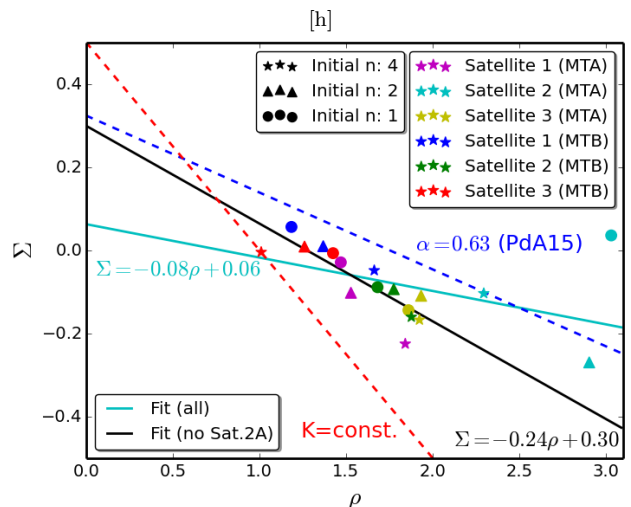 [h]
0.4
0.2
0.0
−0.2
−0.4
Σ
Initial n: 4
Initial n: 2
Initial n: 1
Satellite 1 (MTA)
Satellite 2 (MTA)
Satellite 3 (MTA)
Satellite 1 (MTB)
Satellite 2 (MTB)
Satellite 3 (MTB)
α=0.63 (PdA15)
Σ=−0.08ρ+0.06
Fit (all)
Fit (no Sat.2A)
K=const.
Σ=−0.24ρ+0.30
0.0 0.5 1.0 1.5 2.0 2.5 3.0
ρ